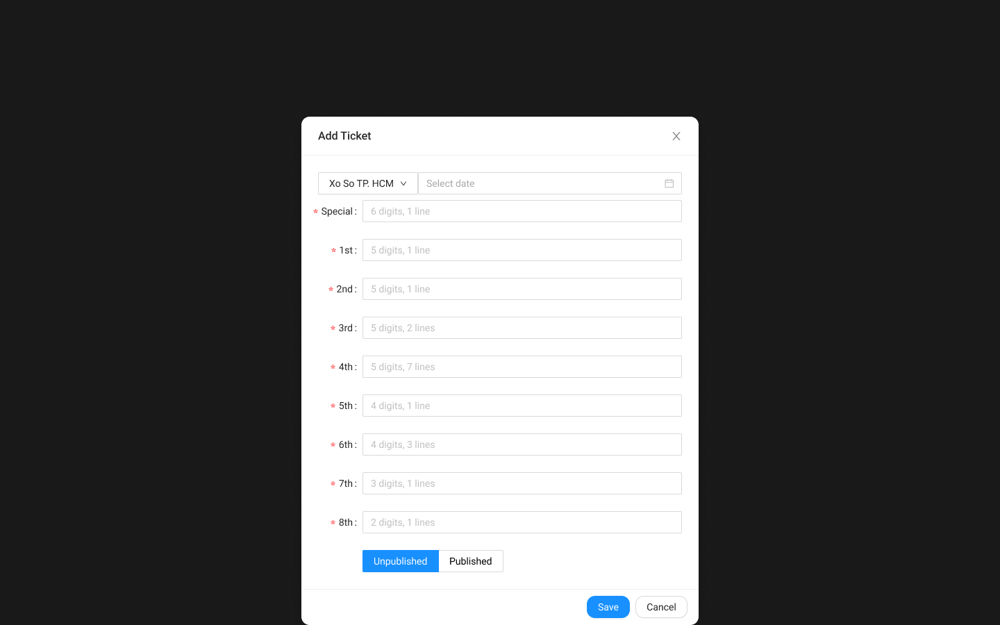 Add Ticket
Xo So TP. HCM Select date
* Special : 6 digits, 1 line
* 1st : 5 digits, 1 line
* 2nd : 5 digits, 1 line
* 3rd : 5 digits, 2 lines
* 4th : 5 digits, 7 lines
* 5th : 4 digits, 1 line
* 6th : 4 digits, 3 lines
* 7th : 3 digits, 1 lines
* 8th : 2 digits, 1 lines
Unpublished Published
Save Cancel